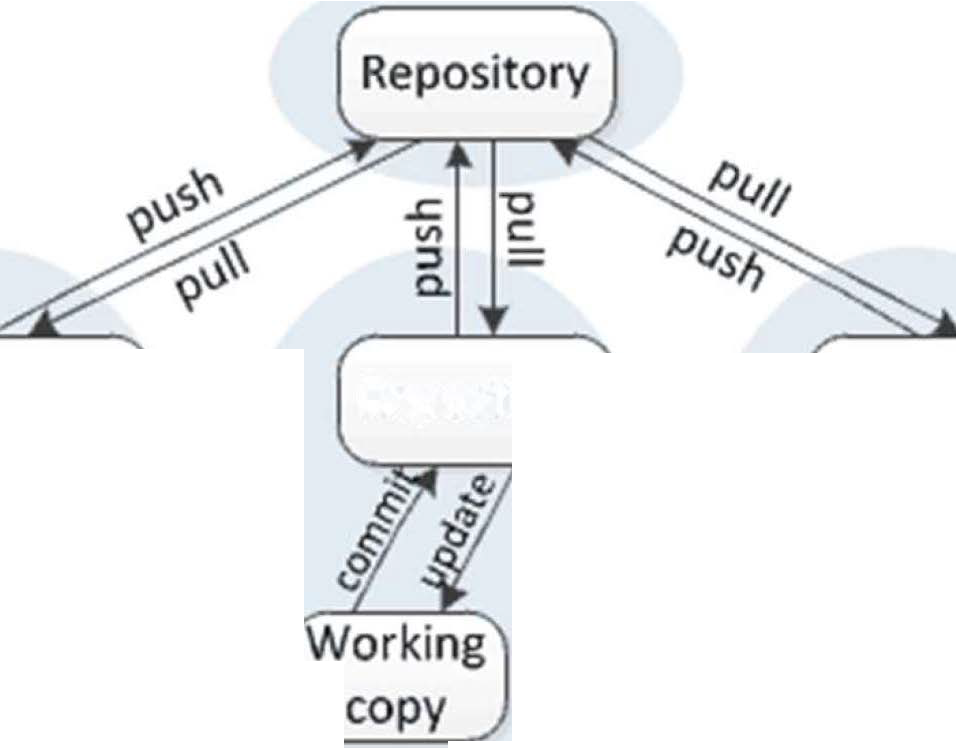 Repository
push
pull
push
pull
pull
push
commit
update
Working
copy